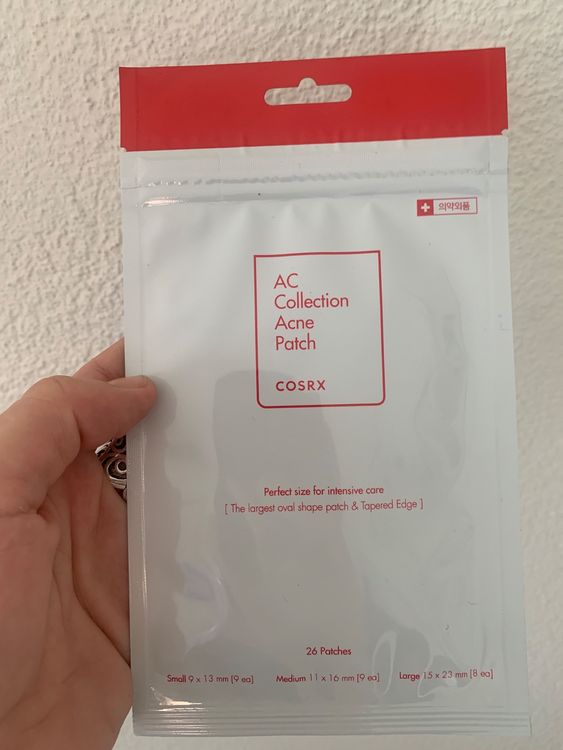 의약외품
AC
Collection
Acne
Patch
COSRX
Perfect size for intensive care
[ The largest oval shape patch & Tapered Edge ]
26 Patches
Small 9 x 13 mm [9 ea] Medium 11 x 16 mm [9 ea] Large 15 x 23 mm [8 ea]